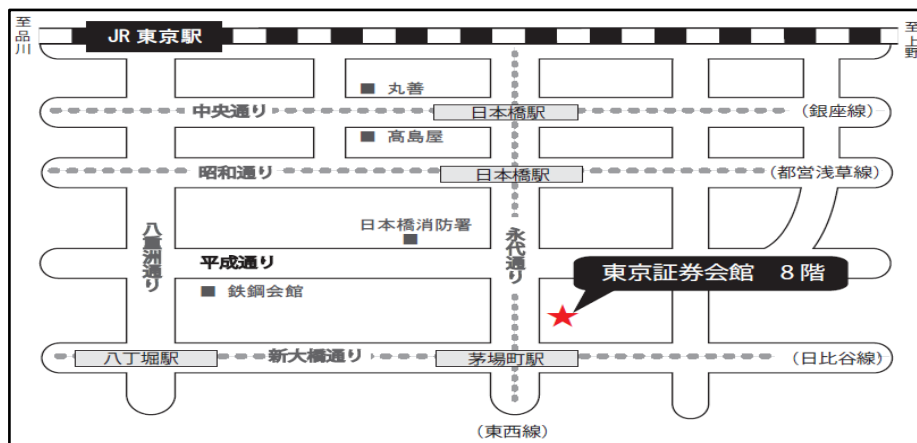 至品川
JR 東京駅
至上野
丸善
中央通り
日本橋駅
(銀座線)
髙島屋
昭和通り
日本橋駅
(都営浅草線)
日本橋消防署
八重洲通り
永代通り
平成通り
東京証券会館 8階
鉄鋼会館
八丁堀駅
新大橋通り
茅場町駅
(日比谷線)
(東西線)